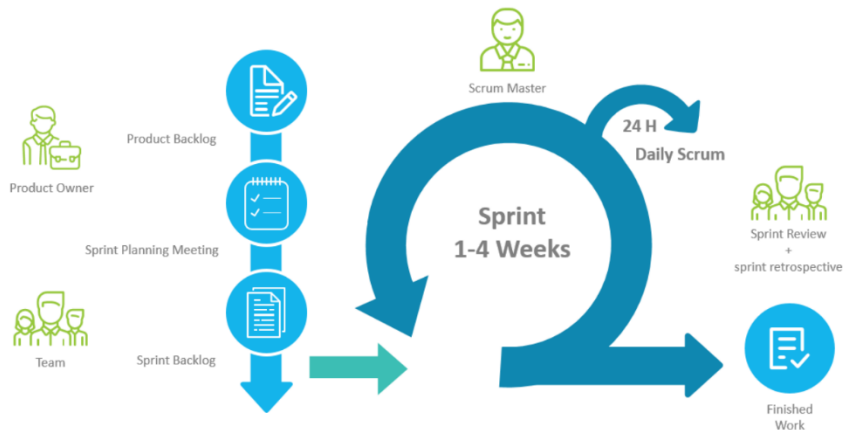 Scrum Master
Product Backlog
24 H
Daily Scrum
Product Owner
Sprint
1-4 Weeks
Sprint Planning Meeting
Sprint Review
+
sprint retrospective
Team
Sprint Backlog
Finished
Work